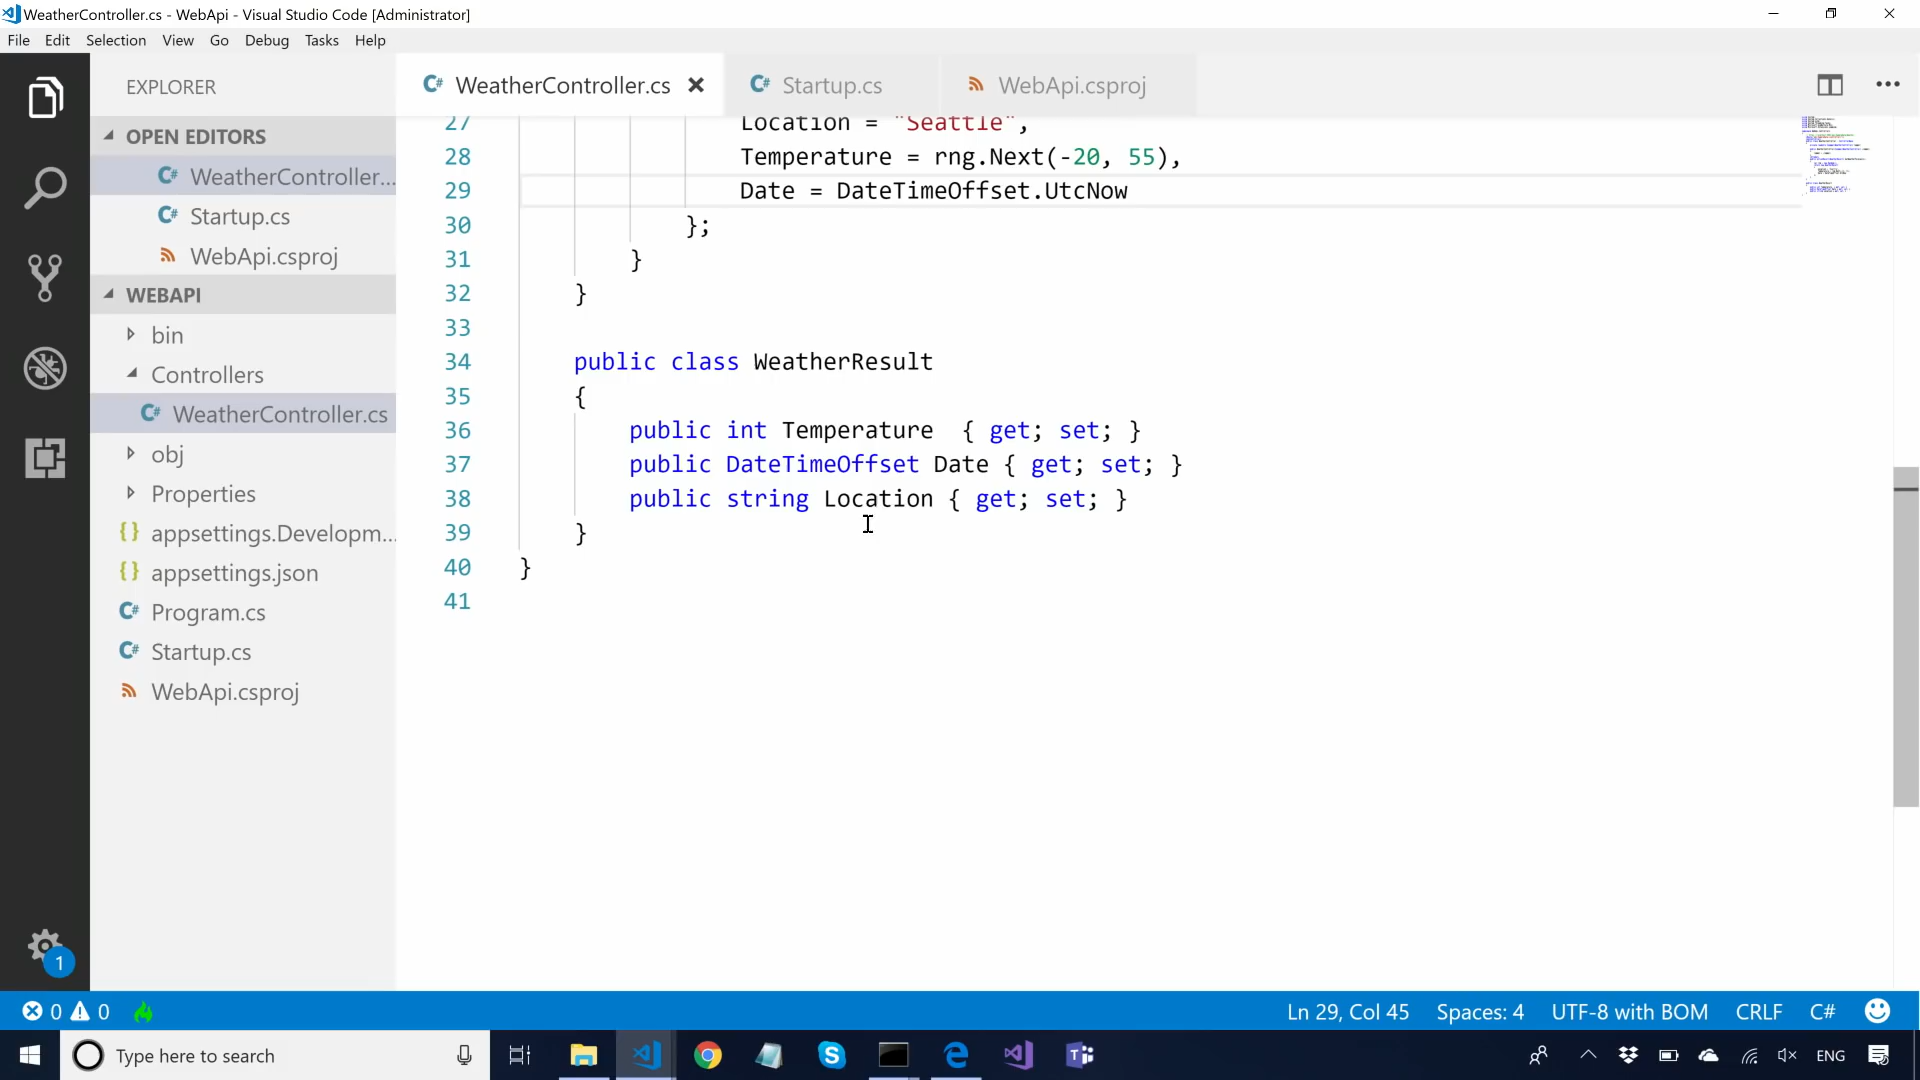 WeatherController.cs - WebApi - Visual Studio Code [Administrator]
File Edit Selection View Go Debug Tasks Help
EXPLORER
OPEN EDITORS
WeatherController...
Startup.cs
WebApi.csproj
WEBAPI
bin
Controllers
WeatherController.cs
obj
Properties
appsettings.Developm...
appsettings.json
Program.cs
Startup.cs
WebApi.csproj
1
WeatherController.cs Startup.cs WebApi.csproj
27 Location = "Seattle",
28 Temperature = rng.Next(-20, 55),
29 Date = DateTimeOffset.UtcNow
30 };
31 }
32 }
33
34 public class WeatherResult
35 {
36 public int Temperature  { get; set; }
37 public DateTimeOffset Date { get; set; }
38 public string Location { get; set; }
39 }
40 }
41
0 0 Ln 29, Col 45 Spaces: 4 UTF-8 with BOM CRLF C#
Type here to search ENG